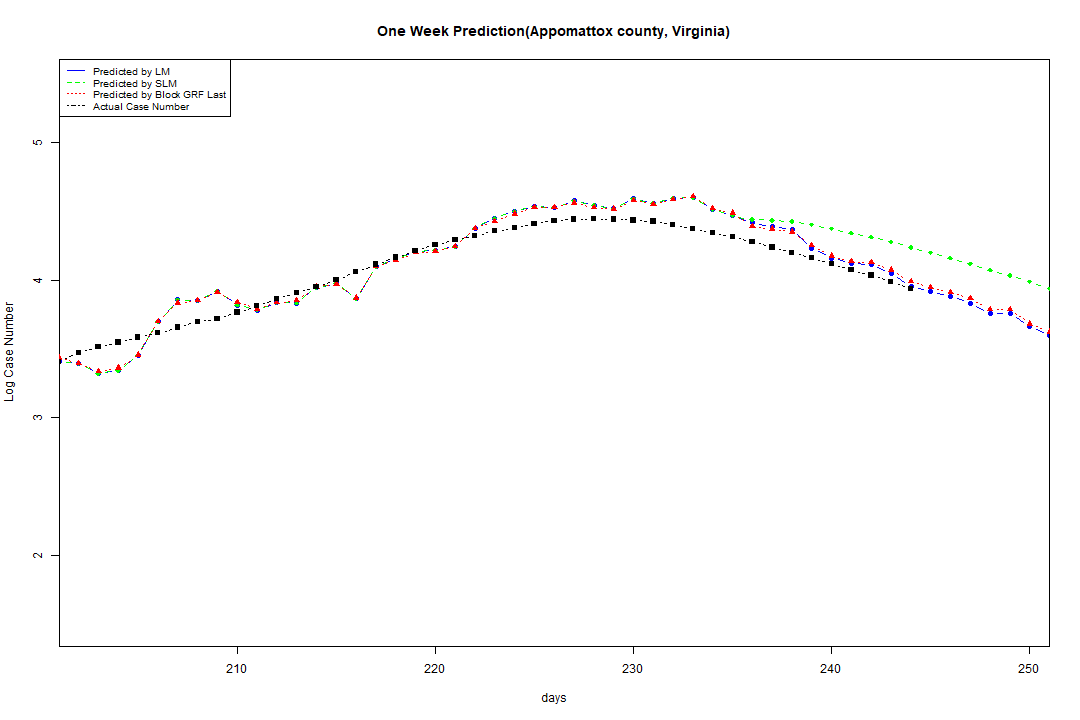 One Week Prediction(Appomattox county, Virginia)
Predicted by LM
Predicted by SLM
Predicted by Block GRF Last
Actual Case Number
5
4
3
2
Log Case Number
210 220 230 240 250
days